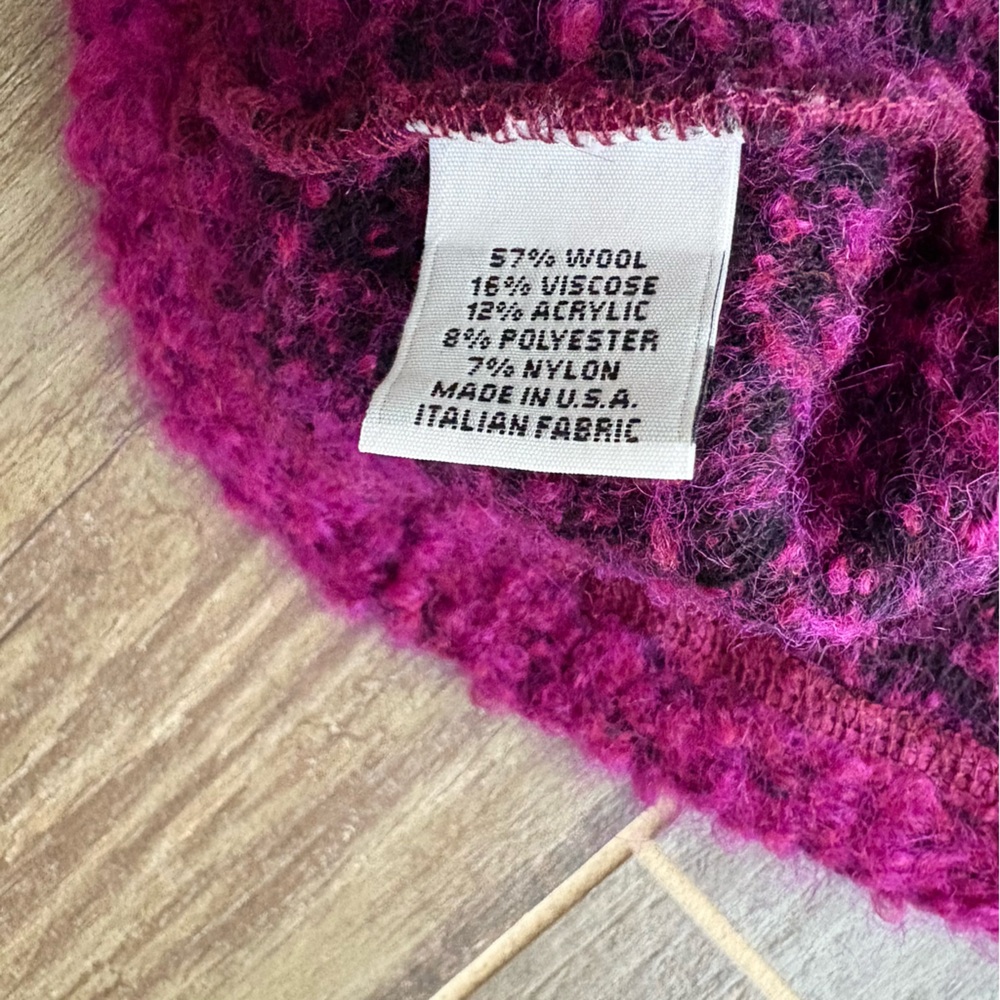 57% WOOL
16% VISCOSE
12% ACRYLIC
8% POLYESTER
7% NYLON
MADE IN U.S.A.
ITALIAN FABRIC